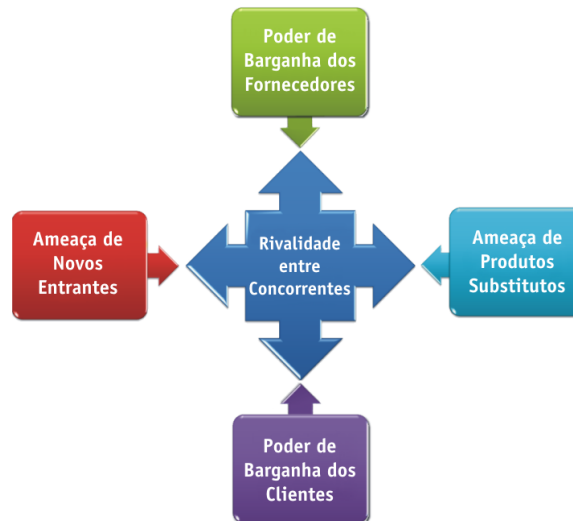 Poder de
Barganha dos
Fornecedores
Ameaça de
Novos
Entrantes
Rivalidade
entre
Concorrentes
Ameaça de
Produtos
Substitutos
Poder de
Barganha dos
Clientes